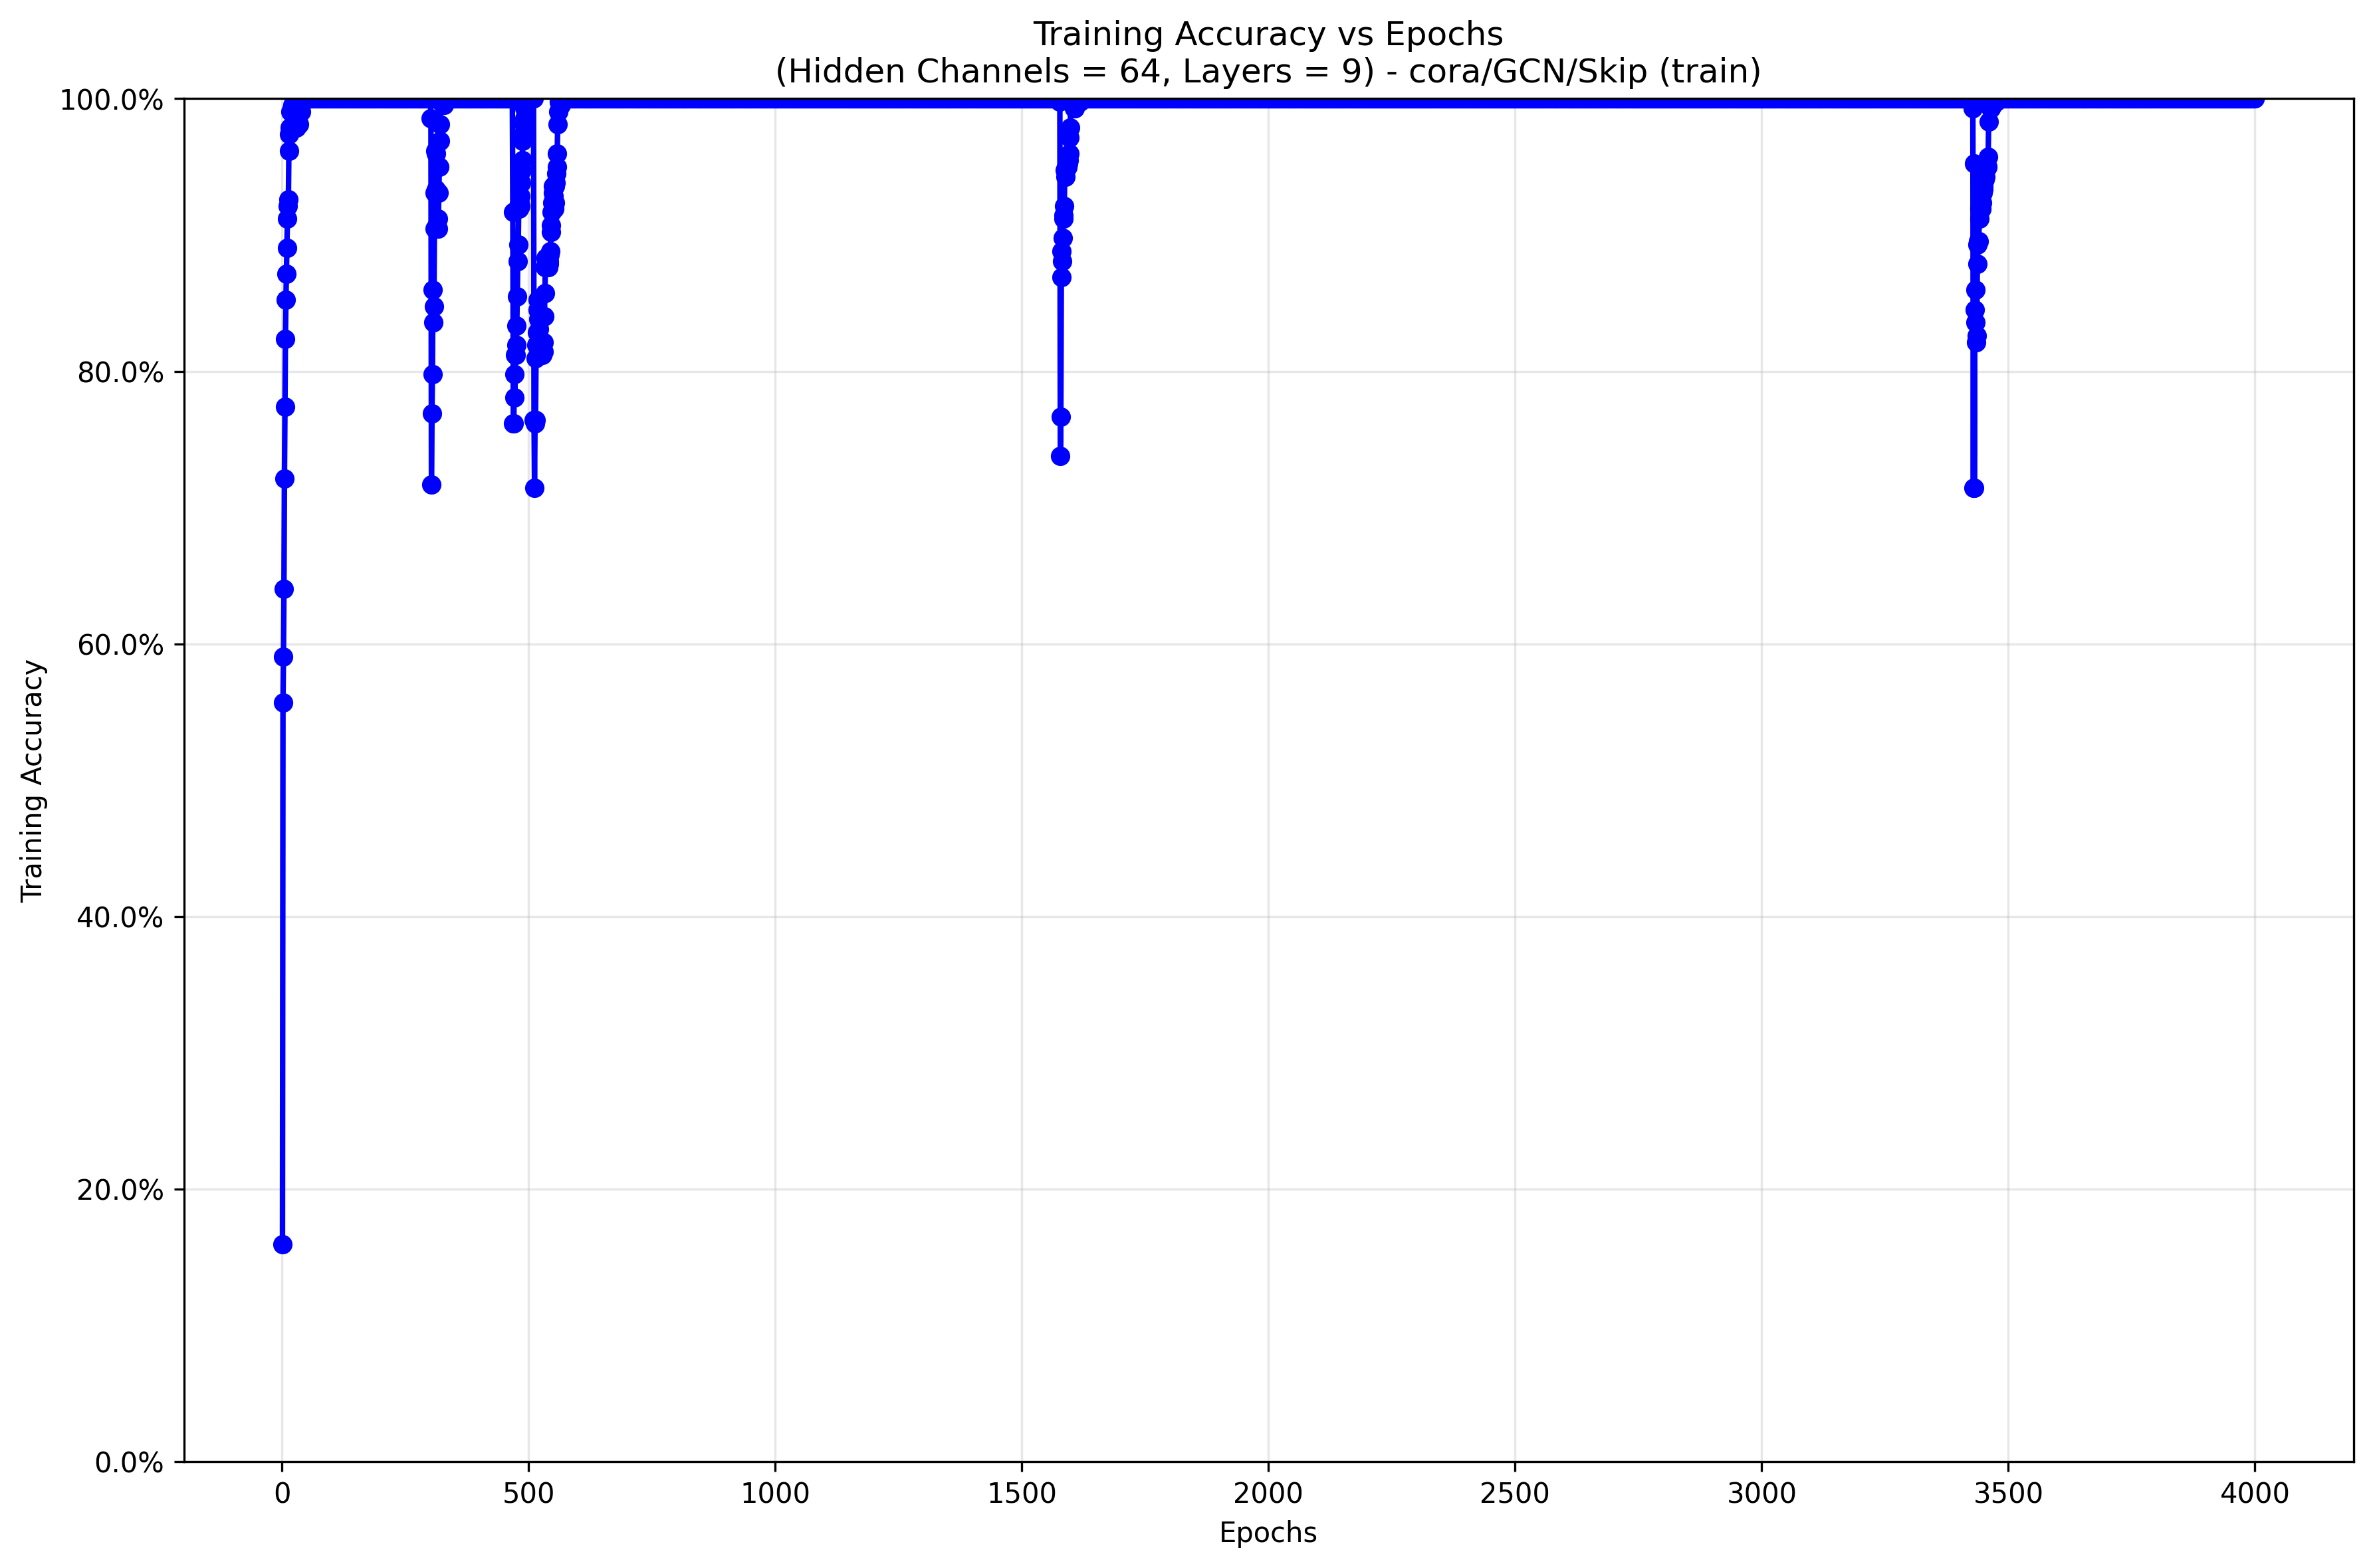 Training Accuracy vs Epochs
(Hidden Channels = 64, Layers = 9) - cora/GCN/Skip (train)
100.0%
80.0%
60.0%
40.0%
20.0%
0.0%
Training Accuracy
0 500 1000 1500 2000 2500 3000 3500 4000
Epochs